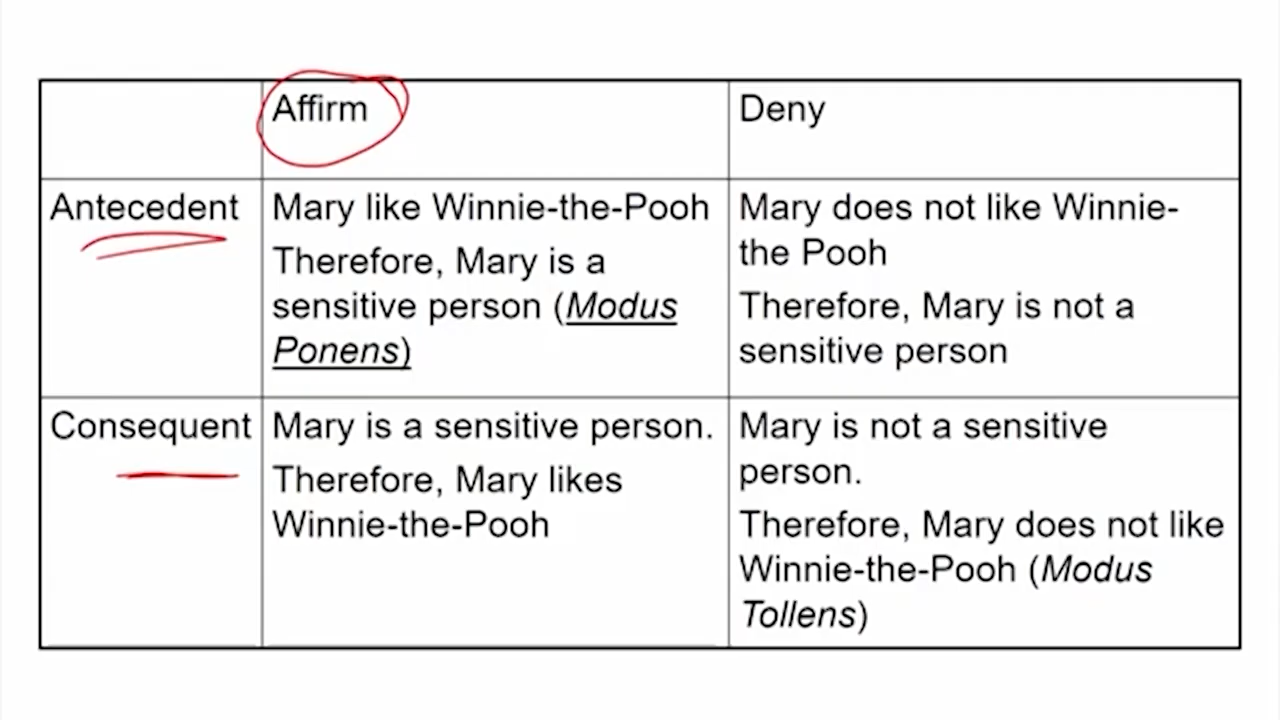 Affirm
Deny
Antecedent
Mary like Winnie-the-Pooh
Therefore, Mary is a
sensitive person (Modus
Ponens)
Mary does not like Winnie-
the Pooh
Therefore, Mary is not a
sensitive person
Consequent
Mary is a sensitive person.
Therefore, Mary likes
Winnie-the-Pooh
Mary is not a sensitive
person.
Therefore, Mary does not like
Winnie-the-Pooh (Modus
Tollens)